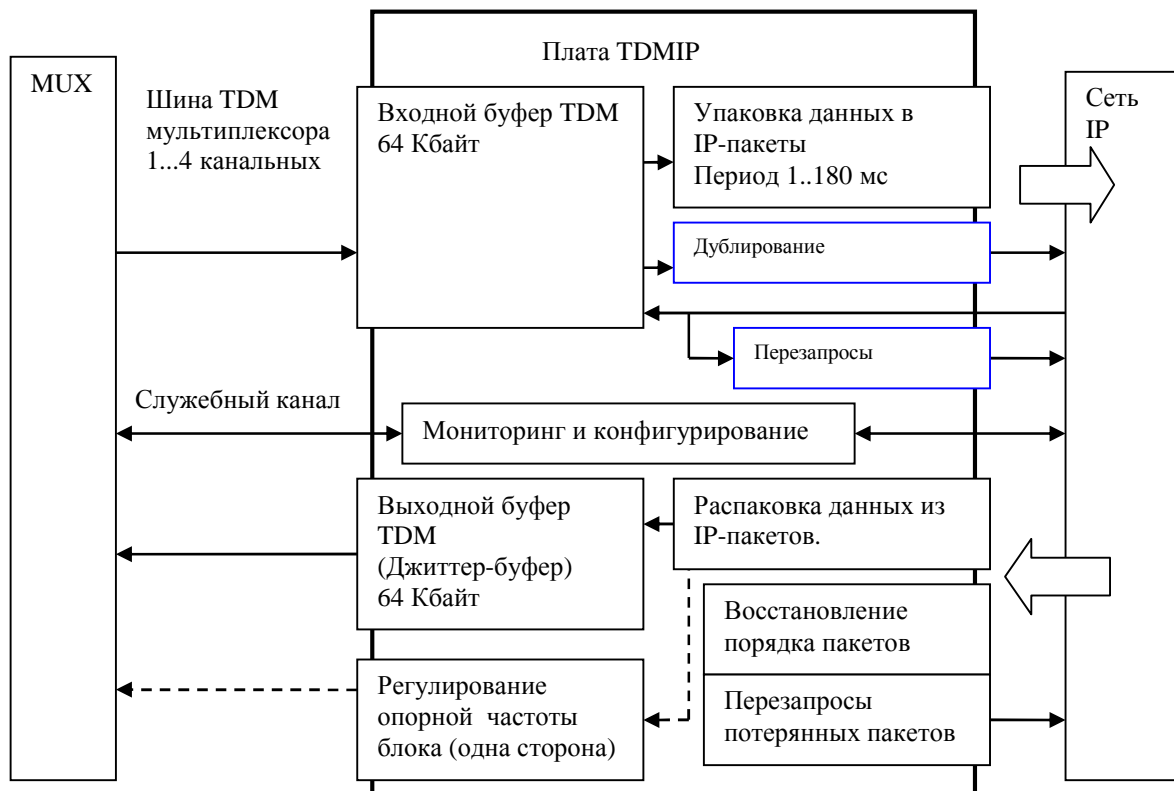 Плата TDMIP
MUX
Шина TDM
мультиплексора
1...4 канальных
Входной буфер TDM
64 Кбайт
Упаковка данных в
IP-пакеты
Период 1..180 мс
Сеть
IP
Дублирование
Перезапросы
Служебный канал
Мониторинг и конфигурирование
Выходной буфер
TDM
(Джиттер-буфер)
64 Кбайт
Распаковка данных из
IP-пакетов.
Восстановление
порядка пакетов
Регулирование
опорной частоты
блока (одна сторона)
Перезапросы
потерянных пакетов